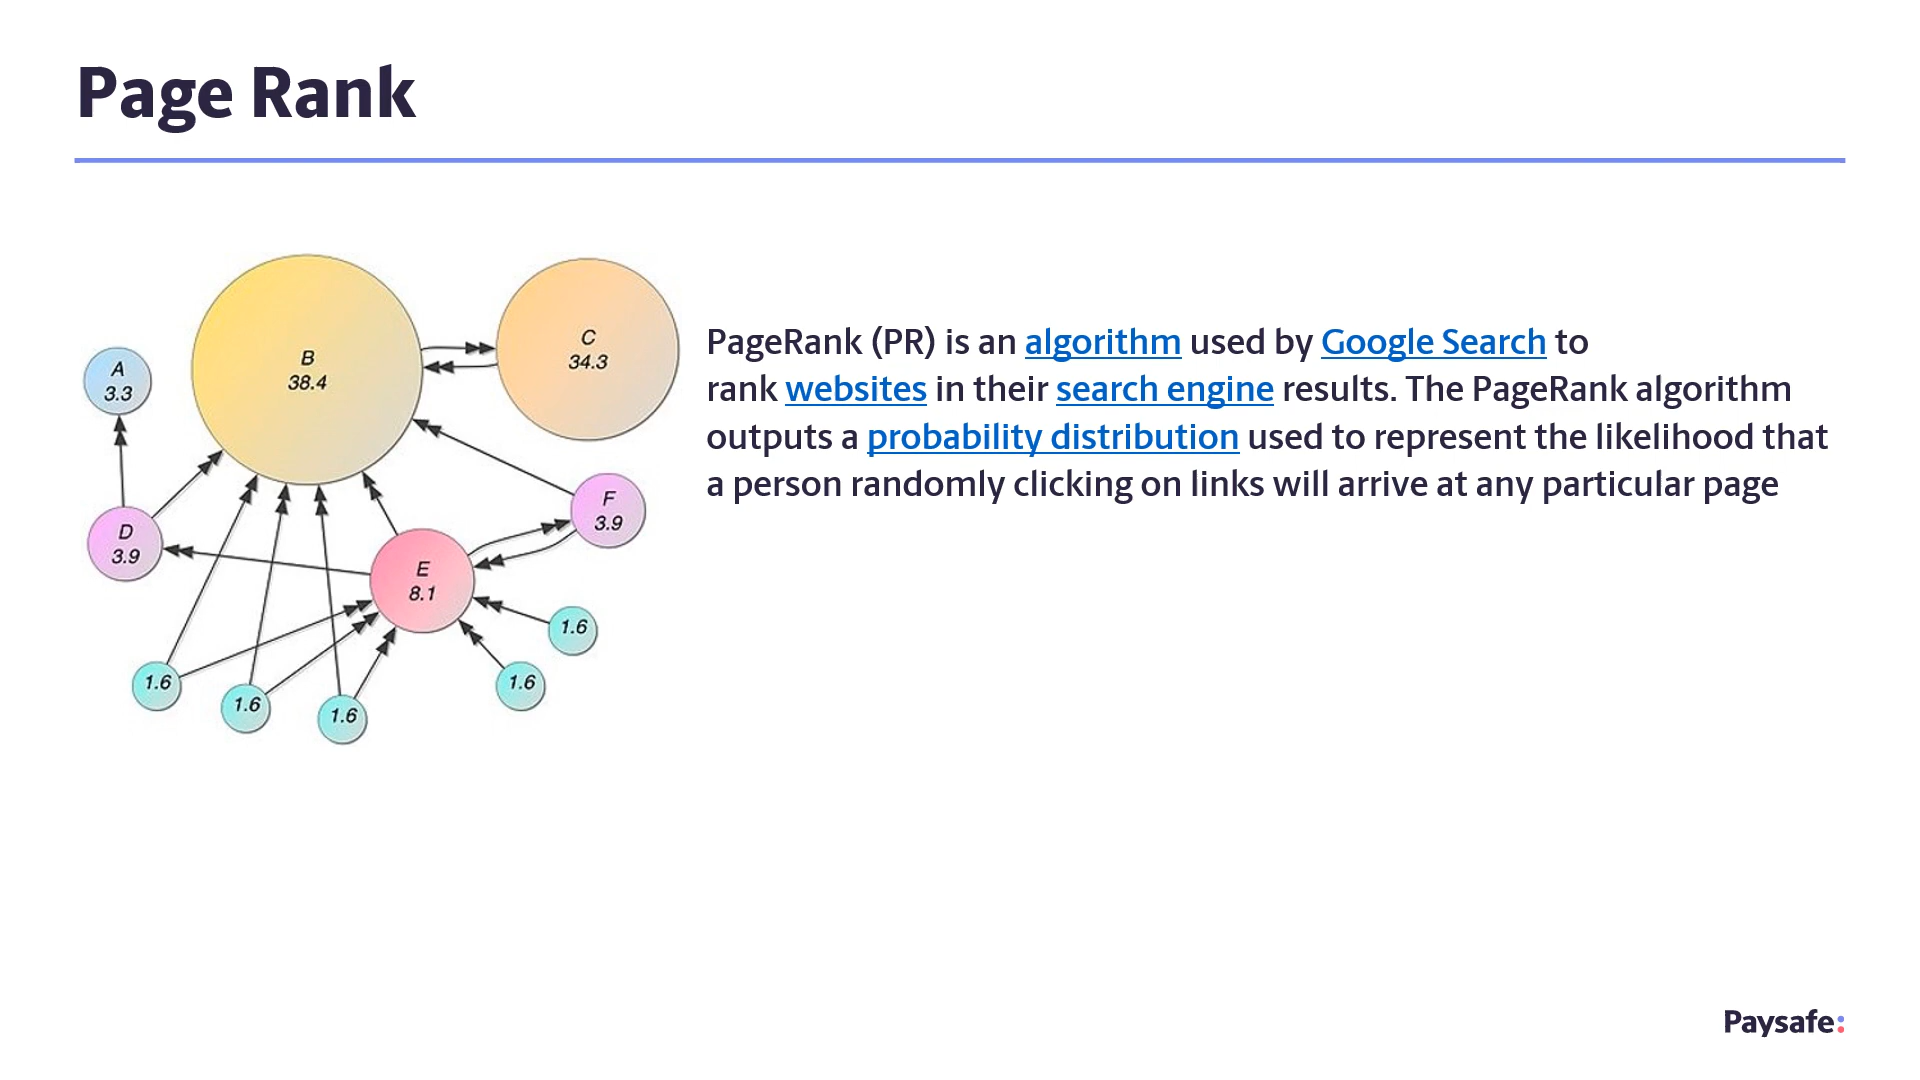 Page Rank
B
38.4
C
34.3
A
3.3
PageRank (PR) is an algorithm used by Google Search to
rank websites in their search engine results. The PageRank algorithm
outputs a probability distribution used to represent the likelihood that
a person randomly clicking on links will arrive at any particular page
F
3.9
D
3.9
E
8.1
1.6
1.6
1.6
1.6
1.6
Paysafe: